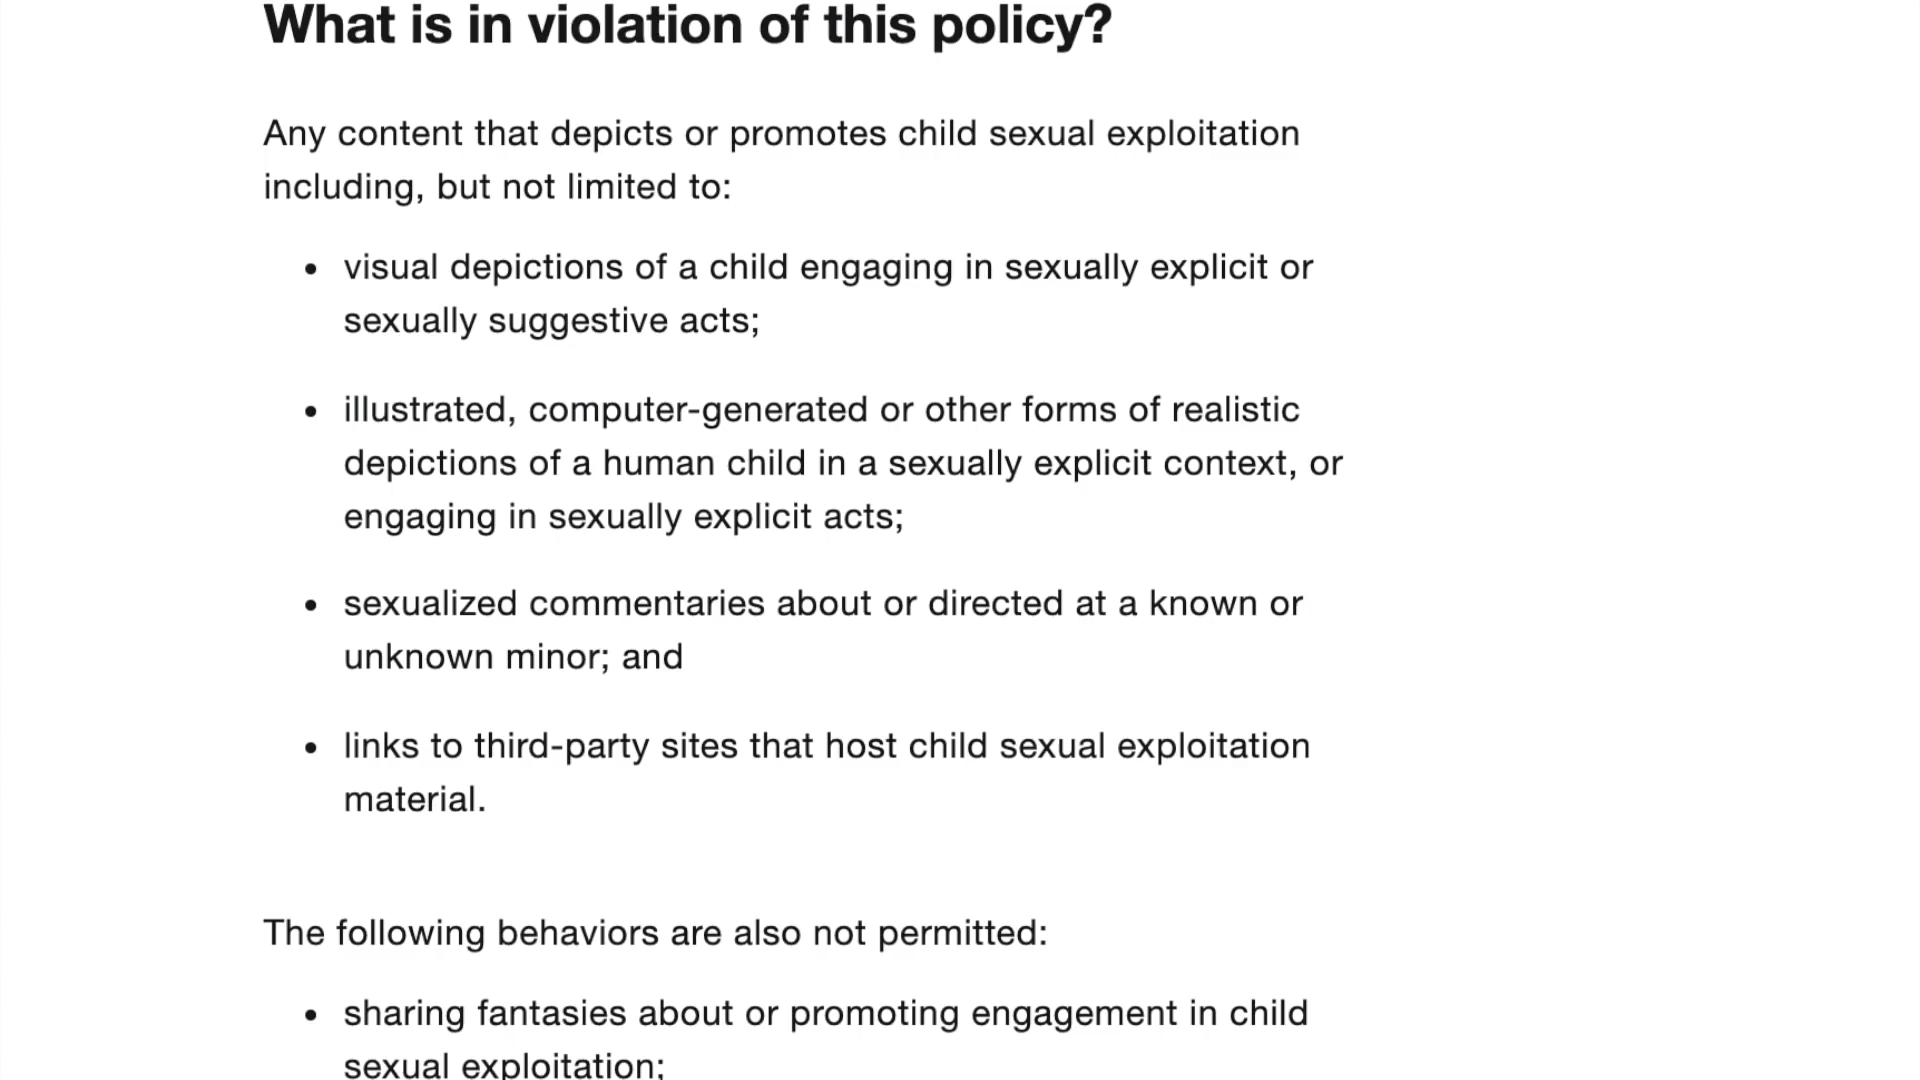 What is in violation of this policy?
Any content that depicts or promotes child sexual exploitation
including, but not limited to:
• visual depictions of a child engaging in sexually explicit or
sexually suggestive acts;
• illustrated, computer-generated or other forms of realistic
depictions of a human child in a sexually explicit context, or
engaging in sexually explicit acts;
• sexualized commentaries about or directed at a known or
unknown minor; and
• links to third-party sites that host child sexual exploitation
material.
The following behaviors are also not permitted:
• sharing fantasies about or promoting engagement in child
sexual exploitation;